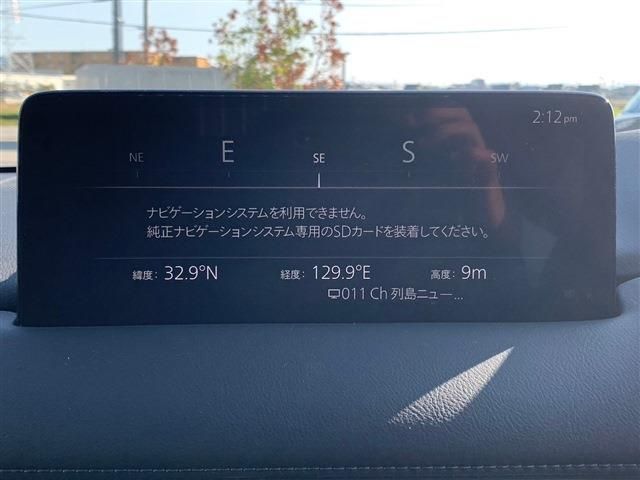 2:12pm
NE E SE S SW
ナビゲーションシステムを利用できません。
純正ナビゲーションシステム専用のSDカードを装着してください。
緯度: 32.9°N 経度: 129.9°E 高度: 9m
011 Ch 列島ニュー...